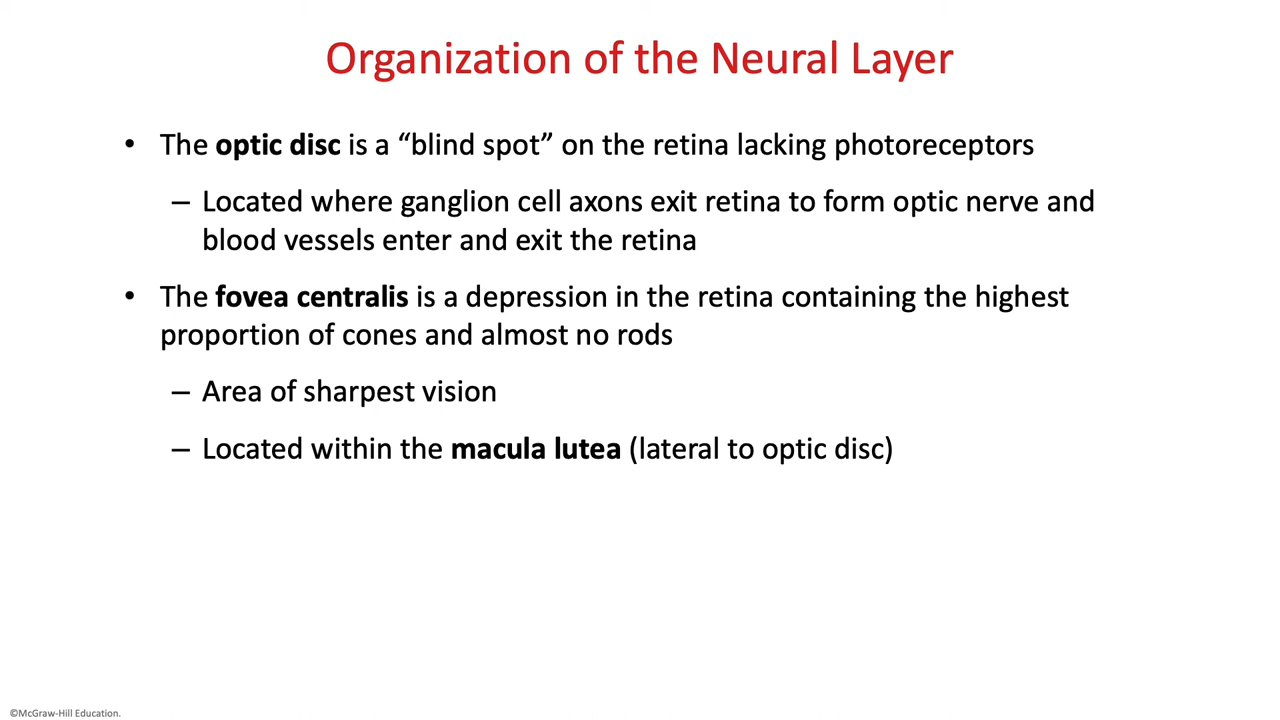 Organization of the Neural Layer
• The optic disc is a “blind spot” on the retina lacking photoreceptors
– Located where ganglion cell axons exit retina to form optic nerve and
blood vessels enter and exit the retina
• The fovea centralis is a depression in the retina containing the highest
proportion of cones and almost no rods
– Area of sharpest vision
– Located within the macula lutea (lateral to optic disc)
©McGraw-Hill Education.